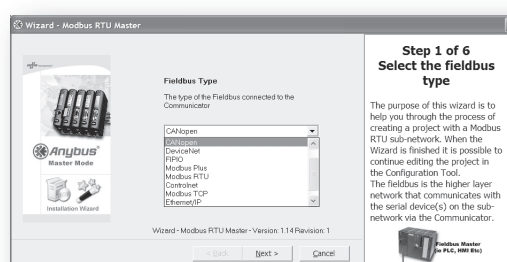 Wizard - Modbus RTU Master
Anybus®
Master Mode
Installation Wizard
Fieldbus Type
The type of the Fieldbus connected to the
Communicator
CANopen
CANopen
DeviceNet
FIPIO
Modbus Plus
Modbus RTU
Controlnet
Modbus TCP
Ethernet/IP
Wizard - Modbus RTU Master - Version: 1.14 Revision: 1
< Back
Next >
Cancel
Step 1 of 6
Select the fieldbus
type
The purpose of this wizard is to
help you through the process of
creating a project with a Modbus
RTU sub-network. When the
Wizard is finished it is possible to
continue editing the project in
the Configuration Tool.
The fieldbus is the higher layer
network that communicates with
the serial device(s) on the sub-
network via the Communicator.
Fieldbus Master
(ie PLC, HMI Etc)